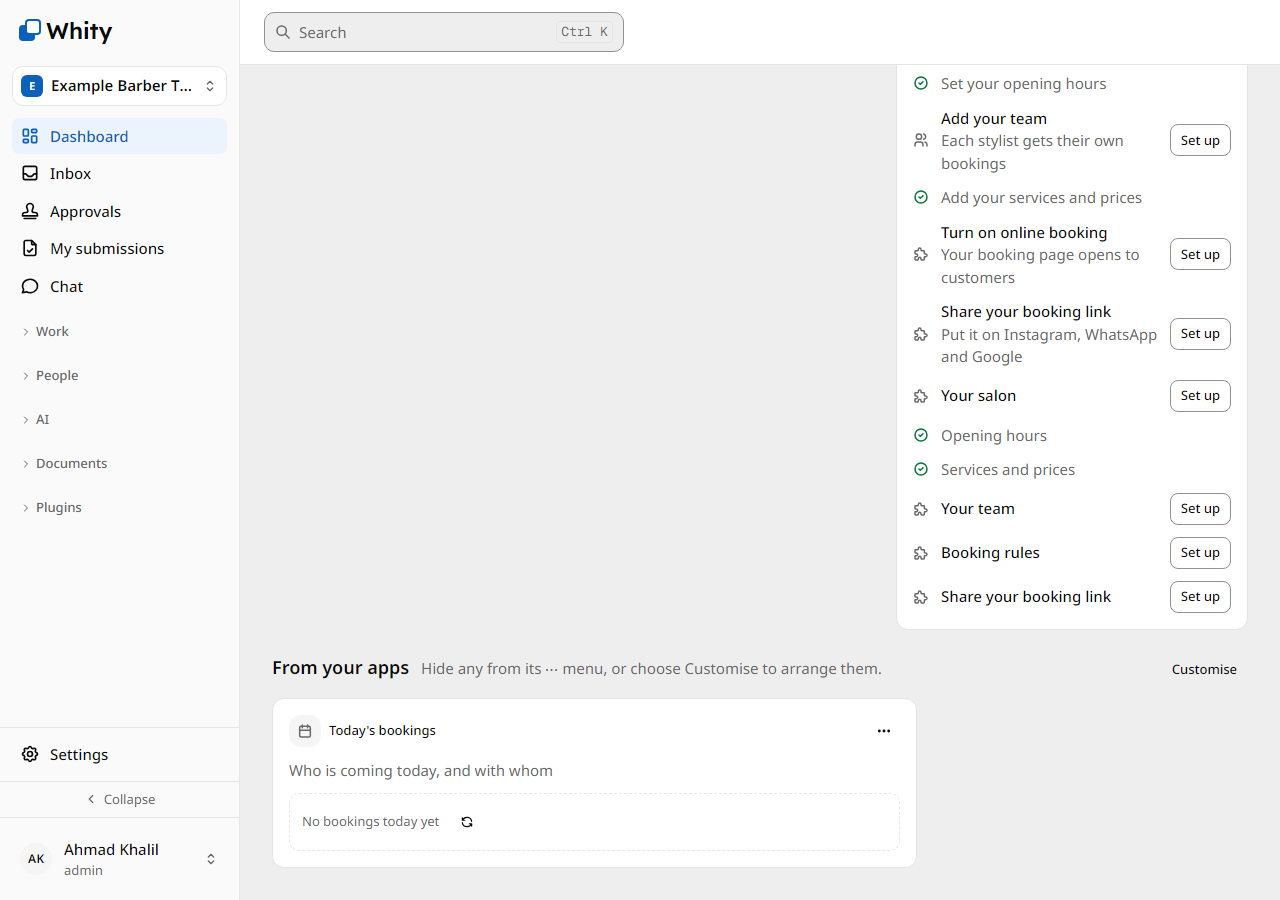 Whity
Search
Ctrl K
E
Example Barber T...
Dashboard
Inbox
Approvals
My submissions
Chat
Work
People
AI
Documents
Plugins
Settings
Collapse
AK
Ahmad Khalil
admin
Set your opening hours
Add your team
Each stylist gets their own
bookings
Set up
Add your services and prices
Turn on online booking
Your booking page opens to
customers
Set up
Share your booking link
Put it on Instagram, WhatsApp
and Google
Set up
Your salon
Set up
Opening hours
Services and prices
Your team
Set up
Booking rules
Set up
Share your booking link
Set up
From your apps
Hide any from its ··· menu, or choose Customise to arrange them.
Customise
Today's bookings
Who is coming today, and with whom
No bookings today yet